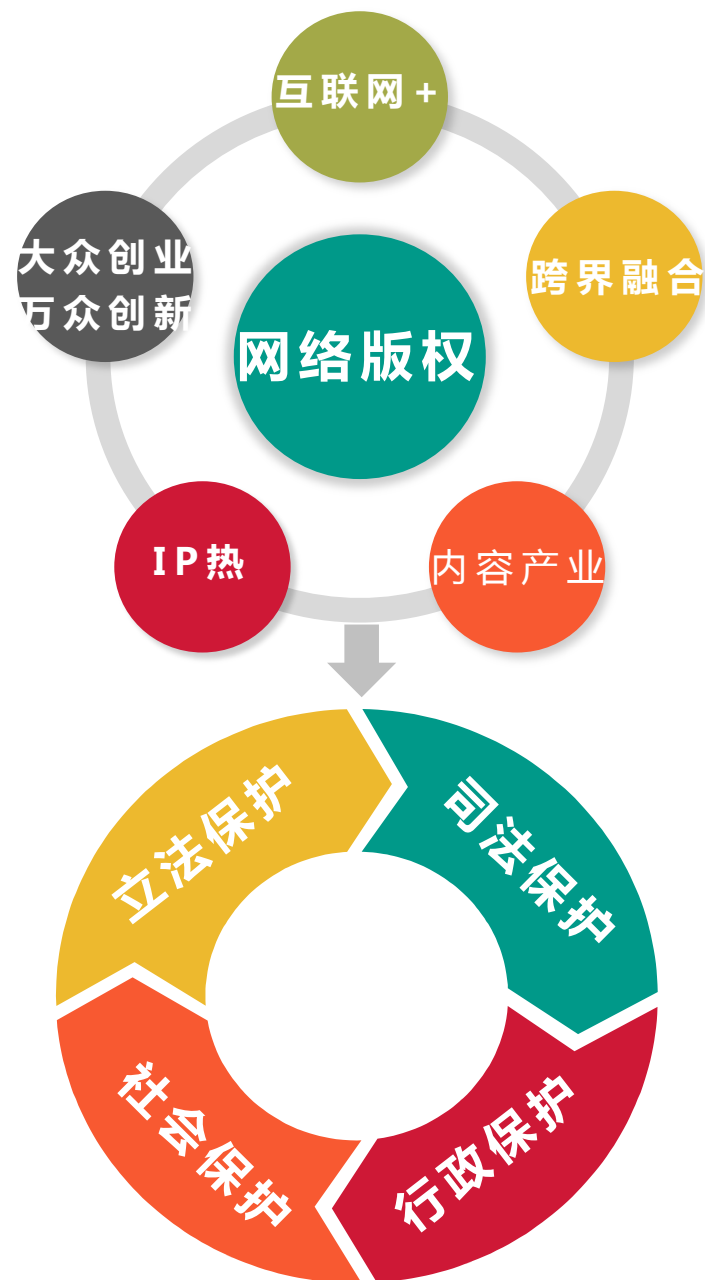 互联网+
大众创业
万众创新
跨界融合
网络版权
IP热
内容产业
立法保护
司法保护
社会保护
行政保护